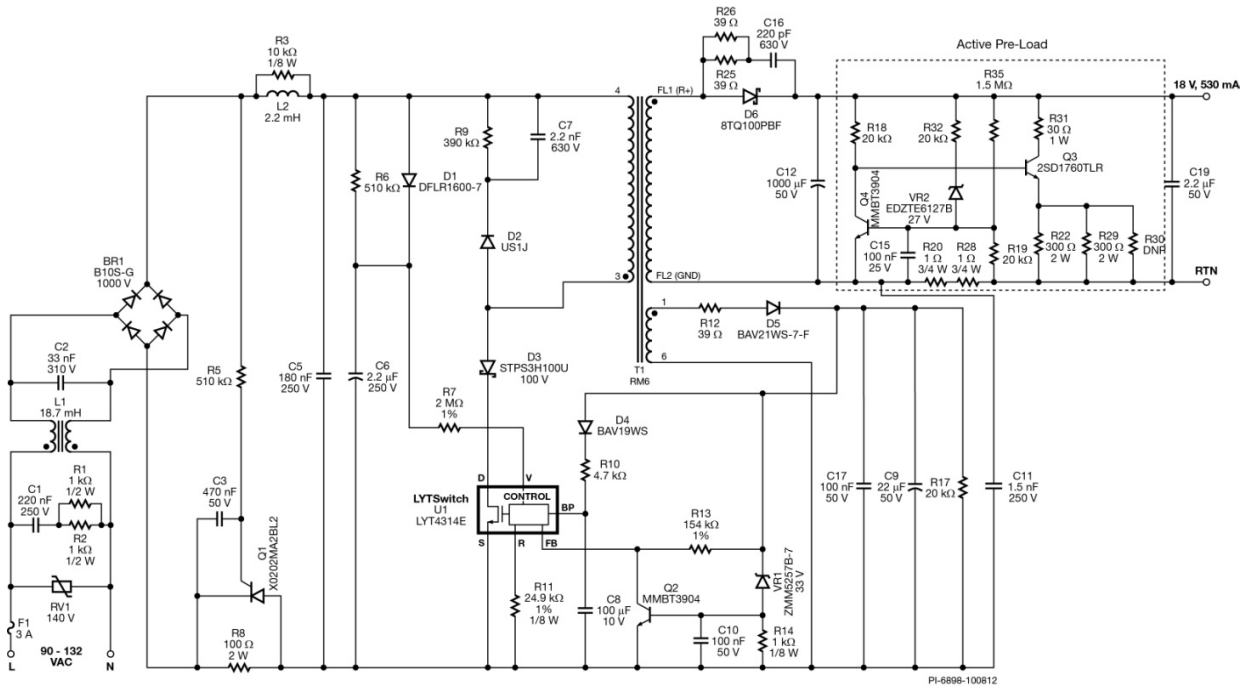 R26
39 Ω
C16
220 pF
630 V
Active Pre-Load
R3
10 kΩ
1/8 W
R25
39 Ω
R35
1.5 MΩ
L2
2.2 mH
4
FL1 (R+)
18 V, 530 mA
D6
8TQ100PBF
R9
390 kΩ
C7
2.2 nF
630 V
R18
20 kΩ
R32
20 kΩ
R31
30 Ω
1 W
R6
510 kΩ
D1
DFLR1600-7
Q3
2SD1760TLR
C12
1000 µF
50 V
Q4
MMBT3904
VR2
EDZTE6127B
27 V
C19
2.2 µF
50 V
D2
US1J
C15
100 nF
25 V
R20
1 Ω
3/4 W
R28
1 Ω
3/4 W
R19
20 kΩ
R22
300 Ω
2 W
R29
300 Ω
2 W
R30
DNP
BR1
B10S-G
1000 V
3
FL2 (GND)
RTN
1
R12
39 Ω
D5
BAV21WS-7-F
C2
33 nF
310 V
R5
510 kΩ
C5
180 nF
250 V
C6
2.2 µF
250 V
D3
STPS3H100U
100 V
6
T1
RM6
L1
18.7 mH
R7
2 MΩ
1%
D4
BAV19WS
R10
4.7 kΩ
C1
220 nF
250 V
R1
1 kΩ
1/2 W
R2
1 kΩ
1/2 W
C3
470 nF
50 V
D
V
LYTSwitch
U1
LYT4314E
CONTROL
BP
S
R
FB
C17
100 nF
50 V
C9
22 µF
50 V
R17
20 kΩ
C11
1.5 nF
250 V
R13
154 kΩ
1%
Q1
X0202MA2BL2
VR1
ZMM5257B-7
33 V
RV1
140 V
R11
24.9 kΩ
1%
1/8 W
C8
100 µF
10 V
Q2
MMBT3904
F1
3 A
R8
100 Ω
2 W
C10
100 nF
50 V
R14
1 kΩ
1/8 W
90 - 132
VAC
L
N
PI-6898-100812